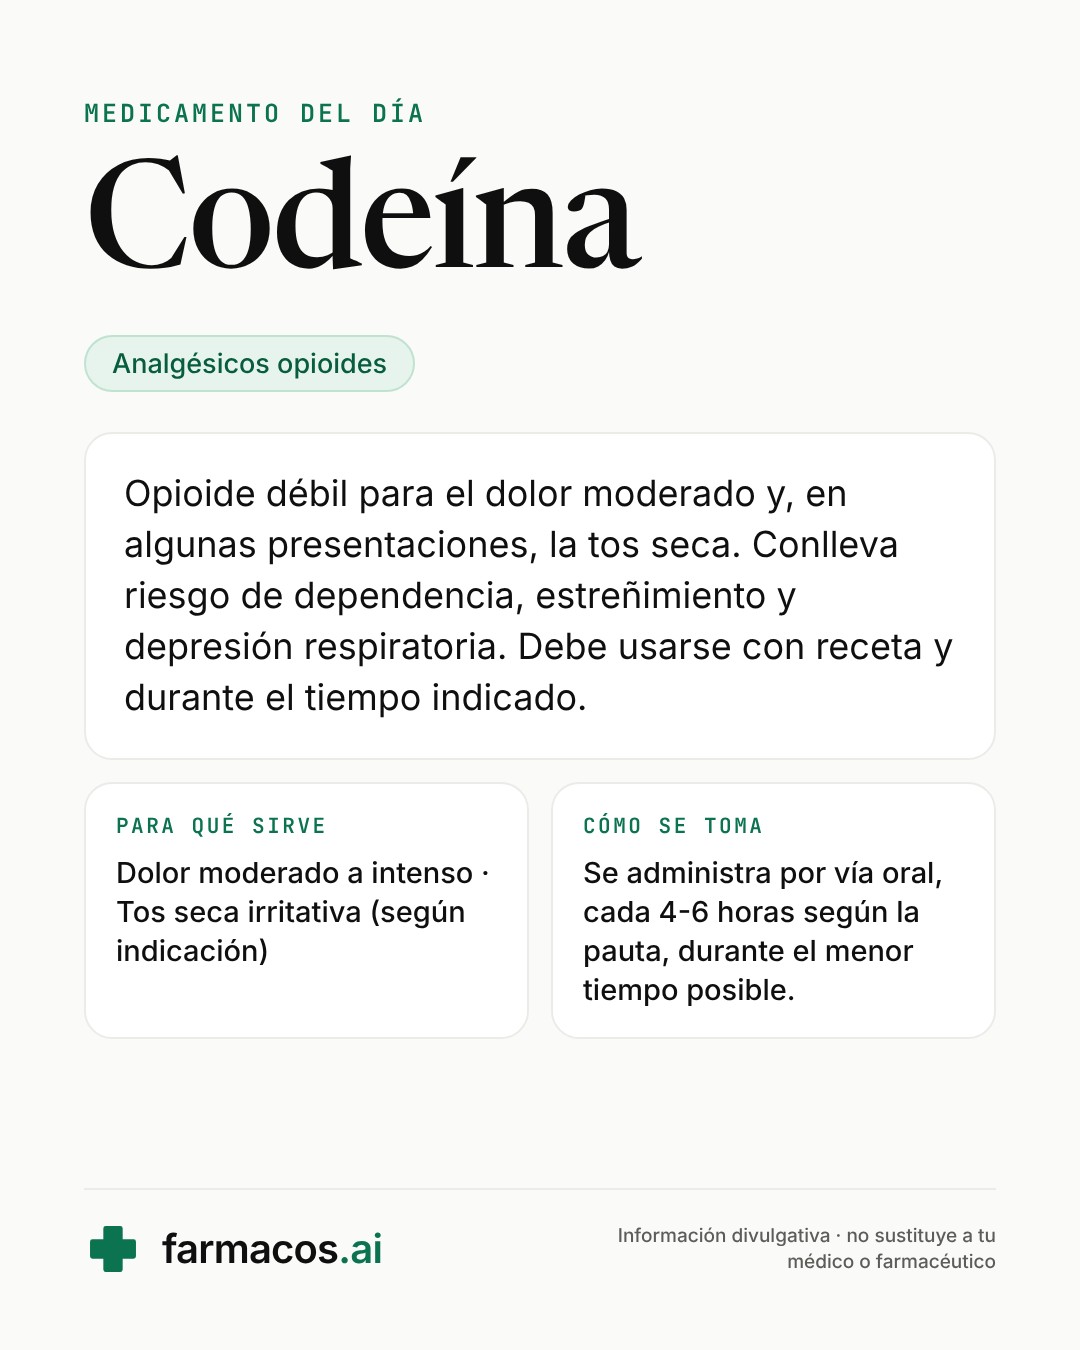 MEDICAMENTO DEL DÍA
Codeína
Analgésicos opioides
Opioide débil para el dolor moderado y, en
algunas presentaciones, la tos seca. Conlleva
riesgo de dependencia, estreñimiento y
depresión respiratoria. Debe usarse con receta y
durante el tiempo indicado.
PARA QUÉ SIRVE
Dolor moderado a intenso ·
Tos seca irritativa (según
indicación)
CÓMO SE TOMA
Se administra por vía oral,
cada 4-6 horas según la
pauta, durante el menor
tiempo posible.
farmacos.ai
Información divulgativa · no sustituye a tu
médico o farmacéutico